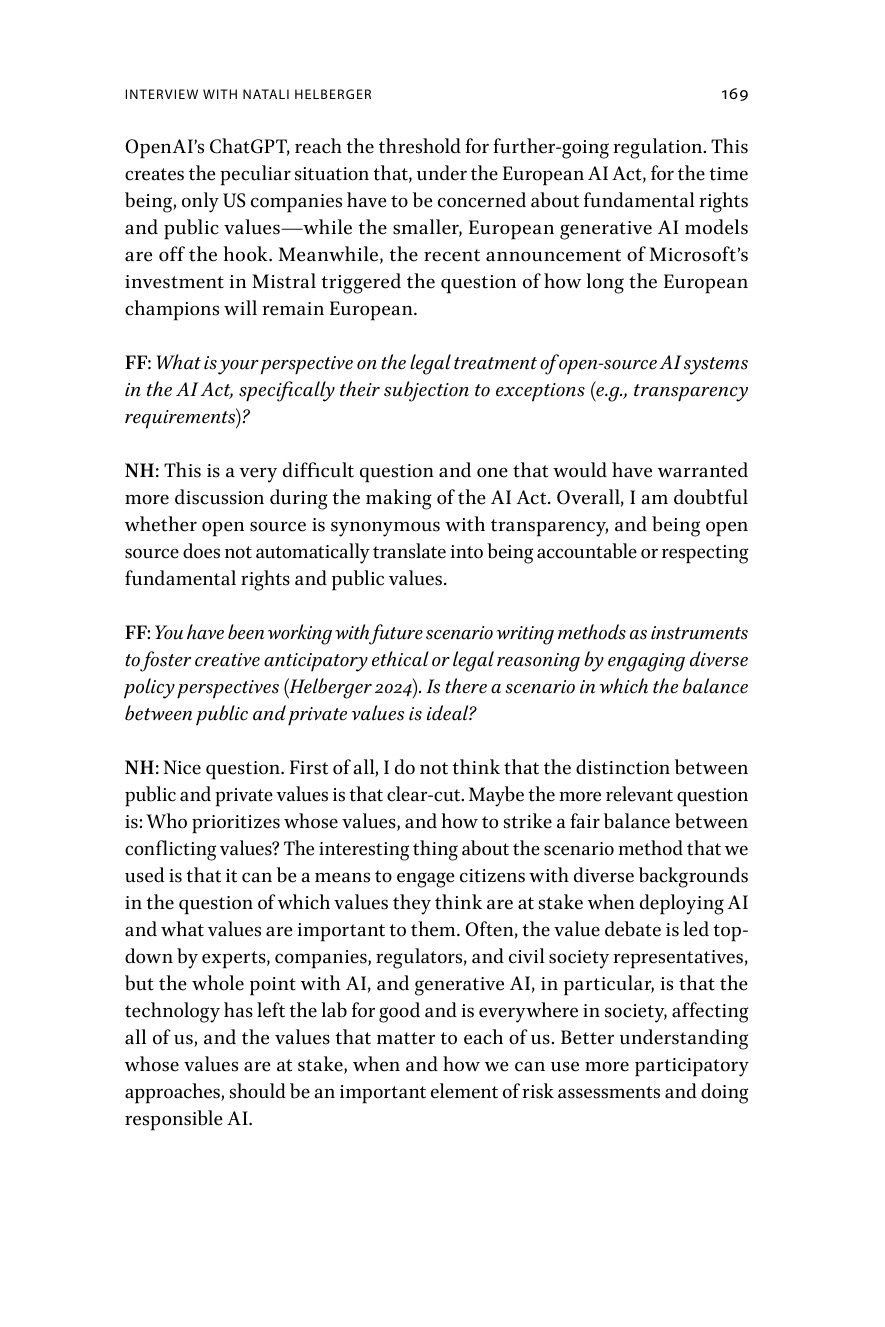 INTERVIEW WITH NATALI HELBERGER 169
OpenAI’s ChatGPT, reach the threshold for further-going regulation. This
creates the peculiar situation that, under the European AI Act, for the time
being, only US companies have to be concerned about fundamental rights
and public values—while the smaller, European generative AI models
are off the hook. Meanwhile, the recent announcement of Microsoft’s
investment in Mistral triggered the question of how long the European
champions will remain European.
FF: What is your perspective on the legal treatment of open-source AI systems
in the AI Act, specifically their subjection to exceptions (e.g., transparency
requirements)?
NH: This is a very difficult question and one that would have warranted
more discussion during the making of the AI Act. Overall, I am doubtful
whether open source is synonymous with transparency, and being open
source does not automatically translate into being accountable or respecting
fundamental rights and public values.
FF: You have been working with future scenario writing methods as instruments
to foster creative anticipatory ethical or legal reasoning by engaging diverse
policy perspectives (Helberger 2024). Is there a scenario in which the balance
between public and private values is ideal?
NH: Nice question. First of all, I do not think that the distinction between
public and private values is that clear-cut. Maybe the more relevant question
is: Who prioritizes whose values, and how to strike a fair balance between
conflicting values? The interesting thing about the scenario method that we
used is that it can be a means to engage citizens with diverse backgrounds
in the question of which values they think are at stake when deploying AI
and what values are important to them. Often, the value debate is led top-
down by experts, companies, regulators, and civil society representatives,
but the whole point with AI, and generative AI, in particular, is that the
technology has left the lab for good and is everywhere in society, affecting
all of us, and the values that matter to each of us. Better understanding
whose values are at stake, when and how we can use more participatory
approaches, should be an important element of risk assessments and doing
responsible AI.